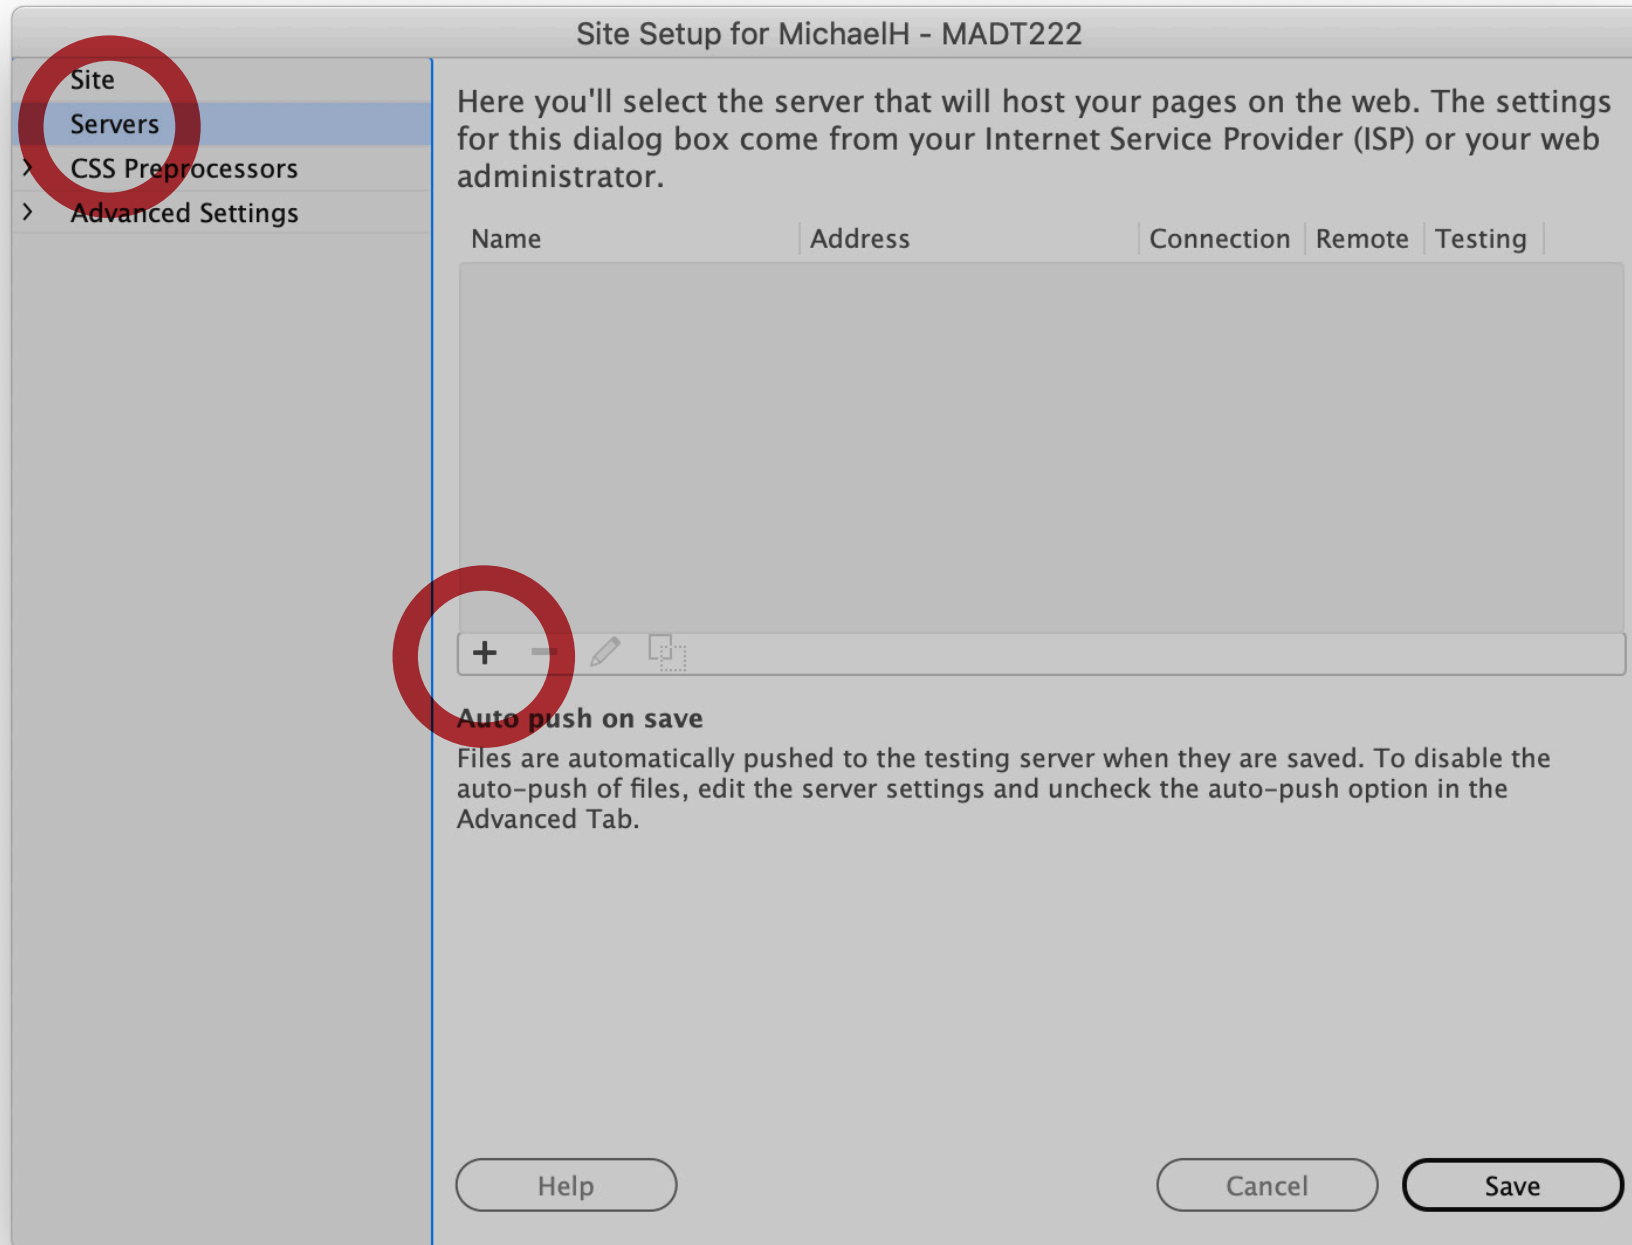 Site Setup for MichaelH - MADT222
Site
Servers
CSS Preprocessors
Advanced Settings
Here you'll select the server that will host your pages on the web. The settings
for this dialog box come from your Internet Service Provider (ISP) or your web
administrator.
Name Address Connection Remote Testing
Auto push on save
Files are automatically pushed to the testing server when they are saved. To disable the
auto-push of files, edit the server settings and uncheck the auto-push option in the
Advanced Tab.
Help Cancel Save